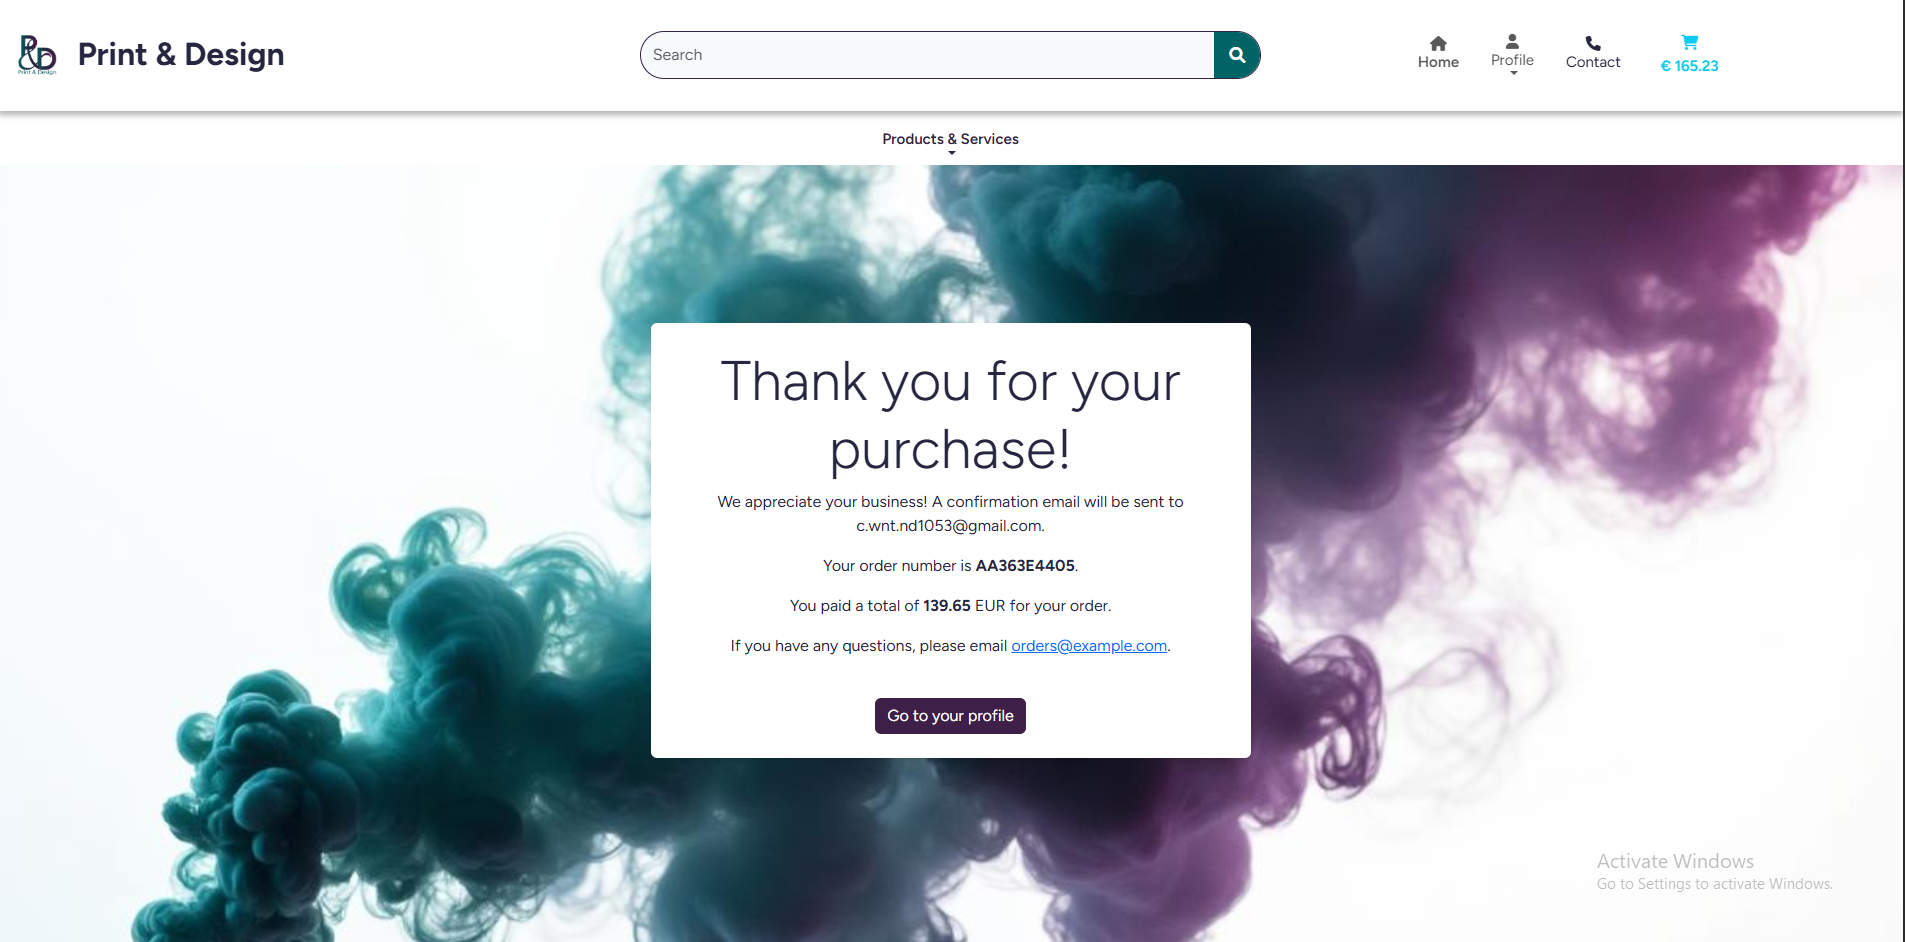 P&D
Print & Design
Print & Design
Search
Home
Profile
Contact
€ 165.23
Products & Services
Thank you for your
purchase!
We appreciate your business! A confirmation email will be sent to
c.wnt.nd1053@gmail.com.
Your order number is AA363E4405.
You paid a total of 139.65 EUR for your order.
If you have any questions, please email orders@example.com.
Go to your profile
Activate Windows
Go to Settings to activate Windows.